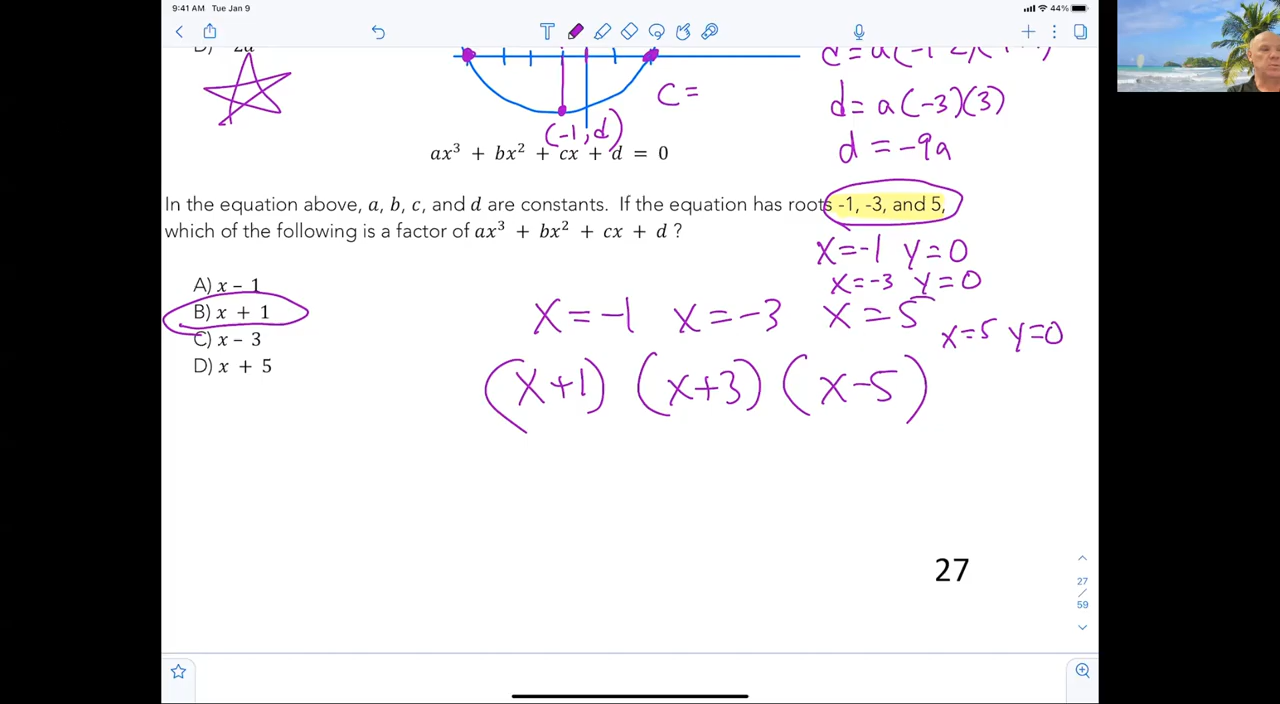 9:41 AM Tue Jan 9
44%
T
D) 2a
C =
d = a(-3)(3)
(-1, d)
d = -9a
ax³ + bx² + cx + d = 0
In the equation above, a, b, c, and d are constants. If the equation has roots -1, -3, and 5,
which of the following is a factor of ax³ + bx² + cx + d ?
x=-1 y=0
x=-3 y=0
A) x – 1
B) x + 1
C) x – 3
D) x + 5
x=-1 x=-3 x=5
x=5 y=0
(x+1) (x+3) (x-5)
27
27
/
59